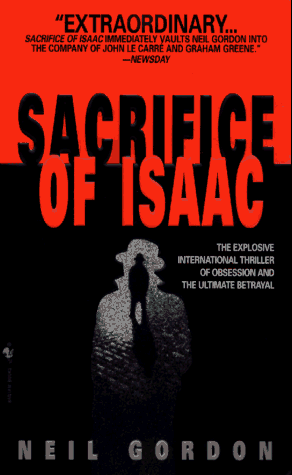 "EXTRAORDINARY...
SACRIFICE OF ISAAC IMMEDIATELY VAULTS NEIL GORDON INTO
THE COMPANY OF JOHN LE CARRÉ AND GRAHAM GREENE."
—NEWSDAY
SACRIFICE
OF ISAAC
THE EXPLOSIVE
INTERNATIONAL THRILLER
OF OBSESSION AND
THE ULTIMATE BETRAYAL
NEIL GORDON